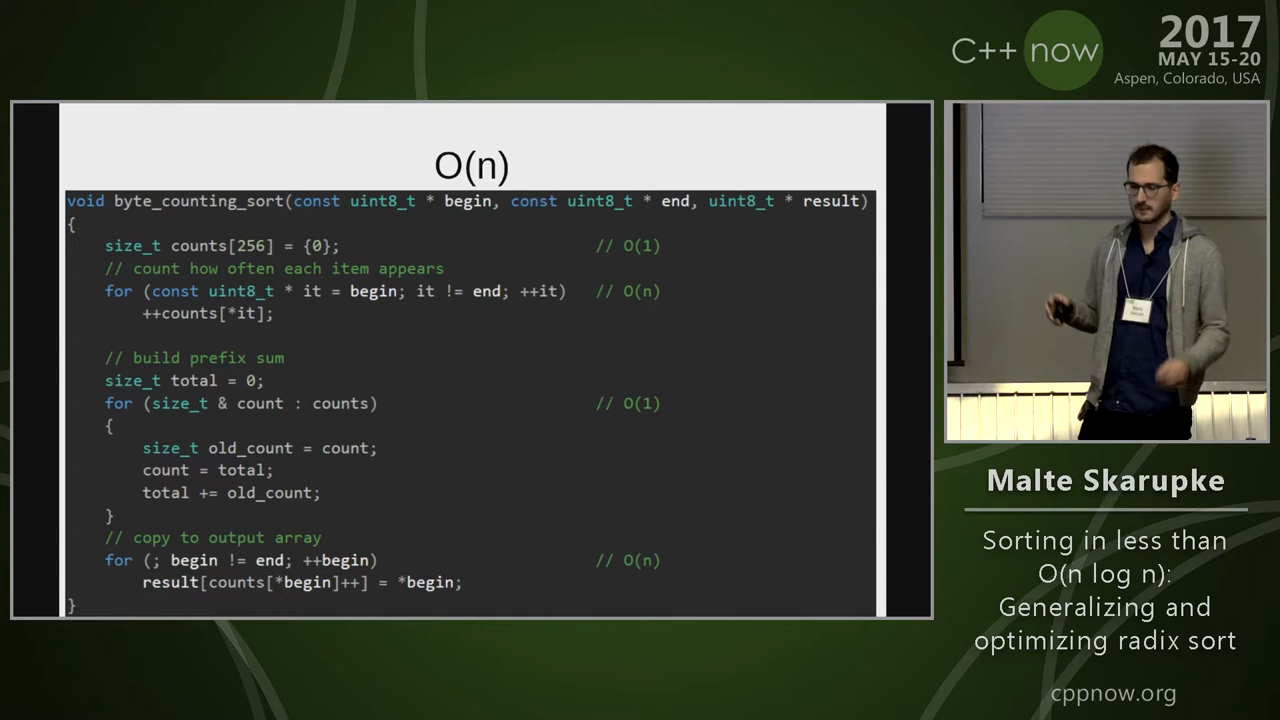 C++ now
2017
MAY 15-20
Aspen, Colorado, USA
O(n)
void byte_counting_sort(const uint8_t * begin, const uint8_t * end, uint8_t * result)
{
    size_t counts[256] = {0};                           // O(1)
    // count how often each item appears
    for (const uint8_t * it = begin; it != end; ++it)   // O(n)
        ++counts[*it];
    // build prefix sum
    size_t total = 0;
    for (size_t & count : counts)                       // O(1)
    {
        size_t old_count = count;
        count = total;
        total += old_count;
    }
    // copy to output array
    for (; begin != end; ++begin)                       // O(n)
        result[counts[*begin]++] = *begin;
}
Malte Skarupke
Sorting in less than
O(n log n):
Generalizing and
optimizing radix sort
cppnow.org